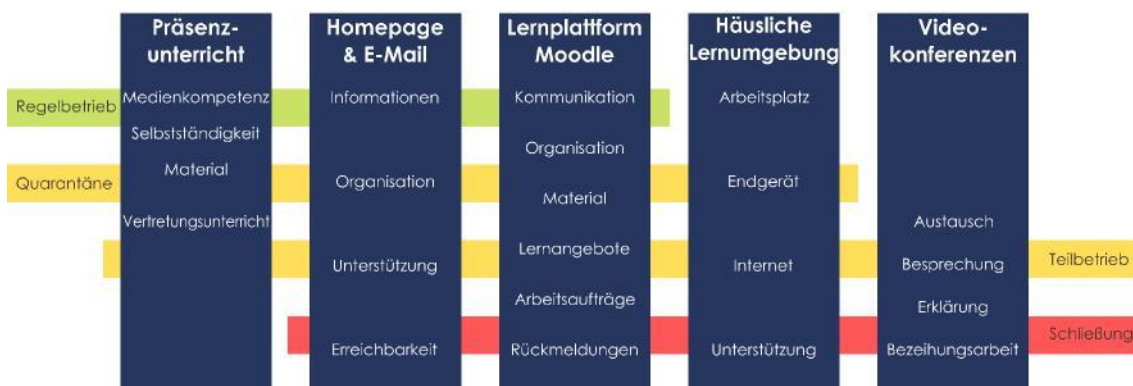 Präsenz-
unterricht
Medienkompetenz
Selbstständigkeit
Material
Vertretungsunterricht
Homepage
& E-Mail
Informationen
Organisation
Unterstützung
Erreichbarkeit
Lernplattform
Moodle
Kommunikation
Organisation
Material
Lernangebote
Arbeitsaufträge
Rückmeldungen
Häusliche
Lernumgebung
Arbeitsplatz
Endgerät
Internet
Unterstützung
Video-
konferenzen
Austausch
Besprechung
Erklärung
Bezeihungsarbeit
Regelbetrieb
Quarantäne
Teilbetrieb
Schließung